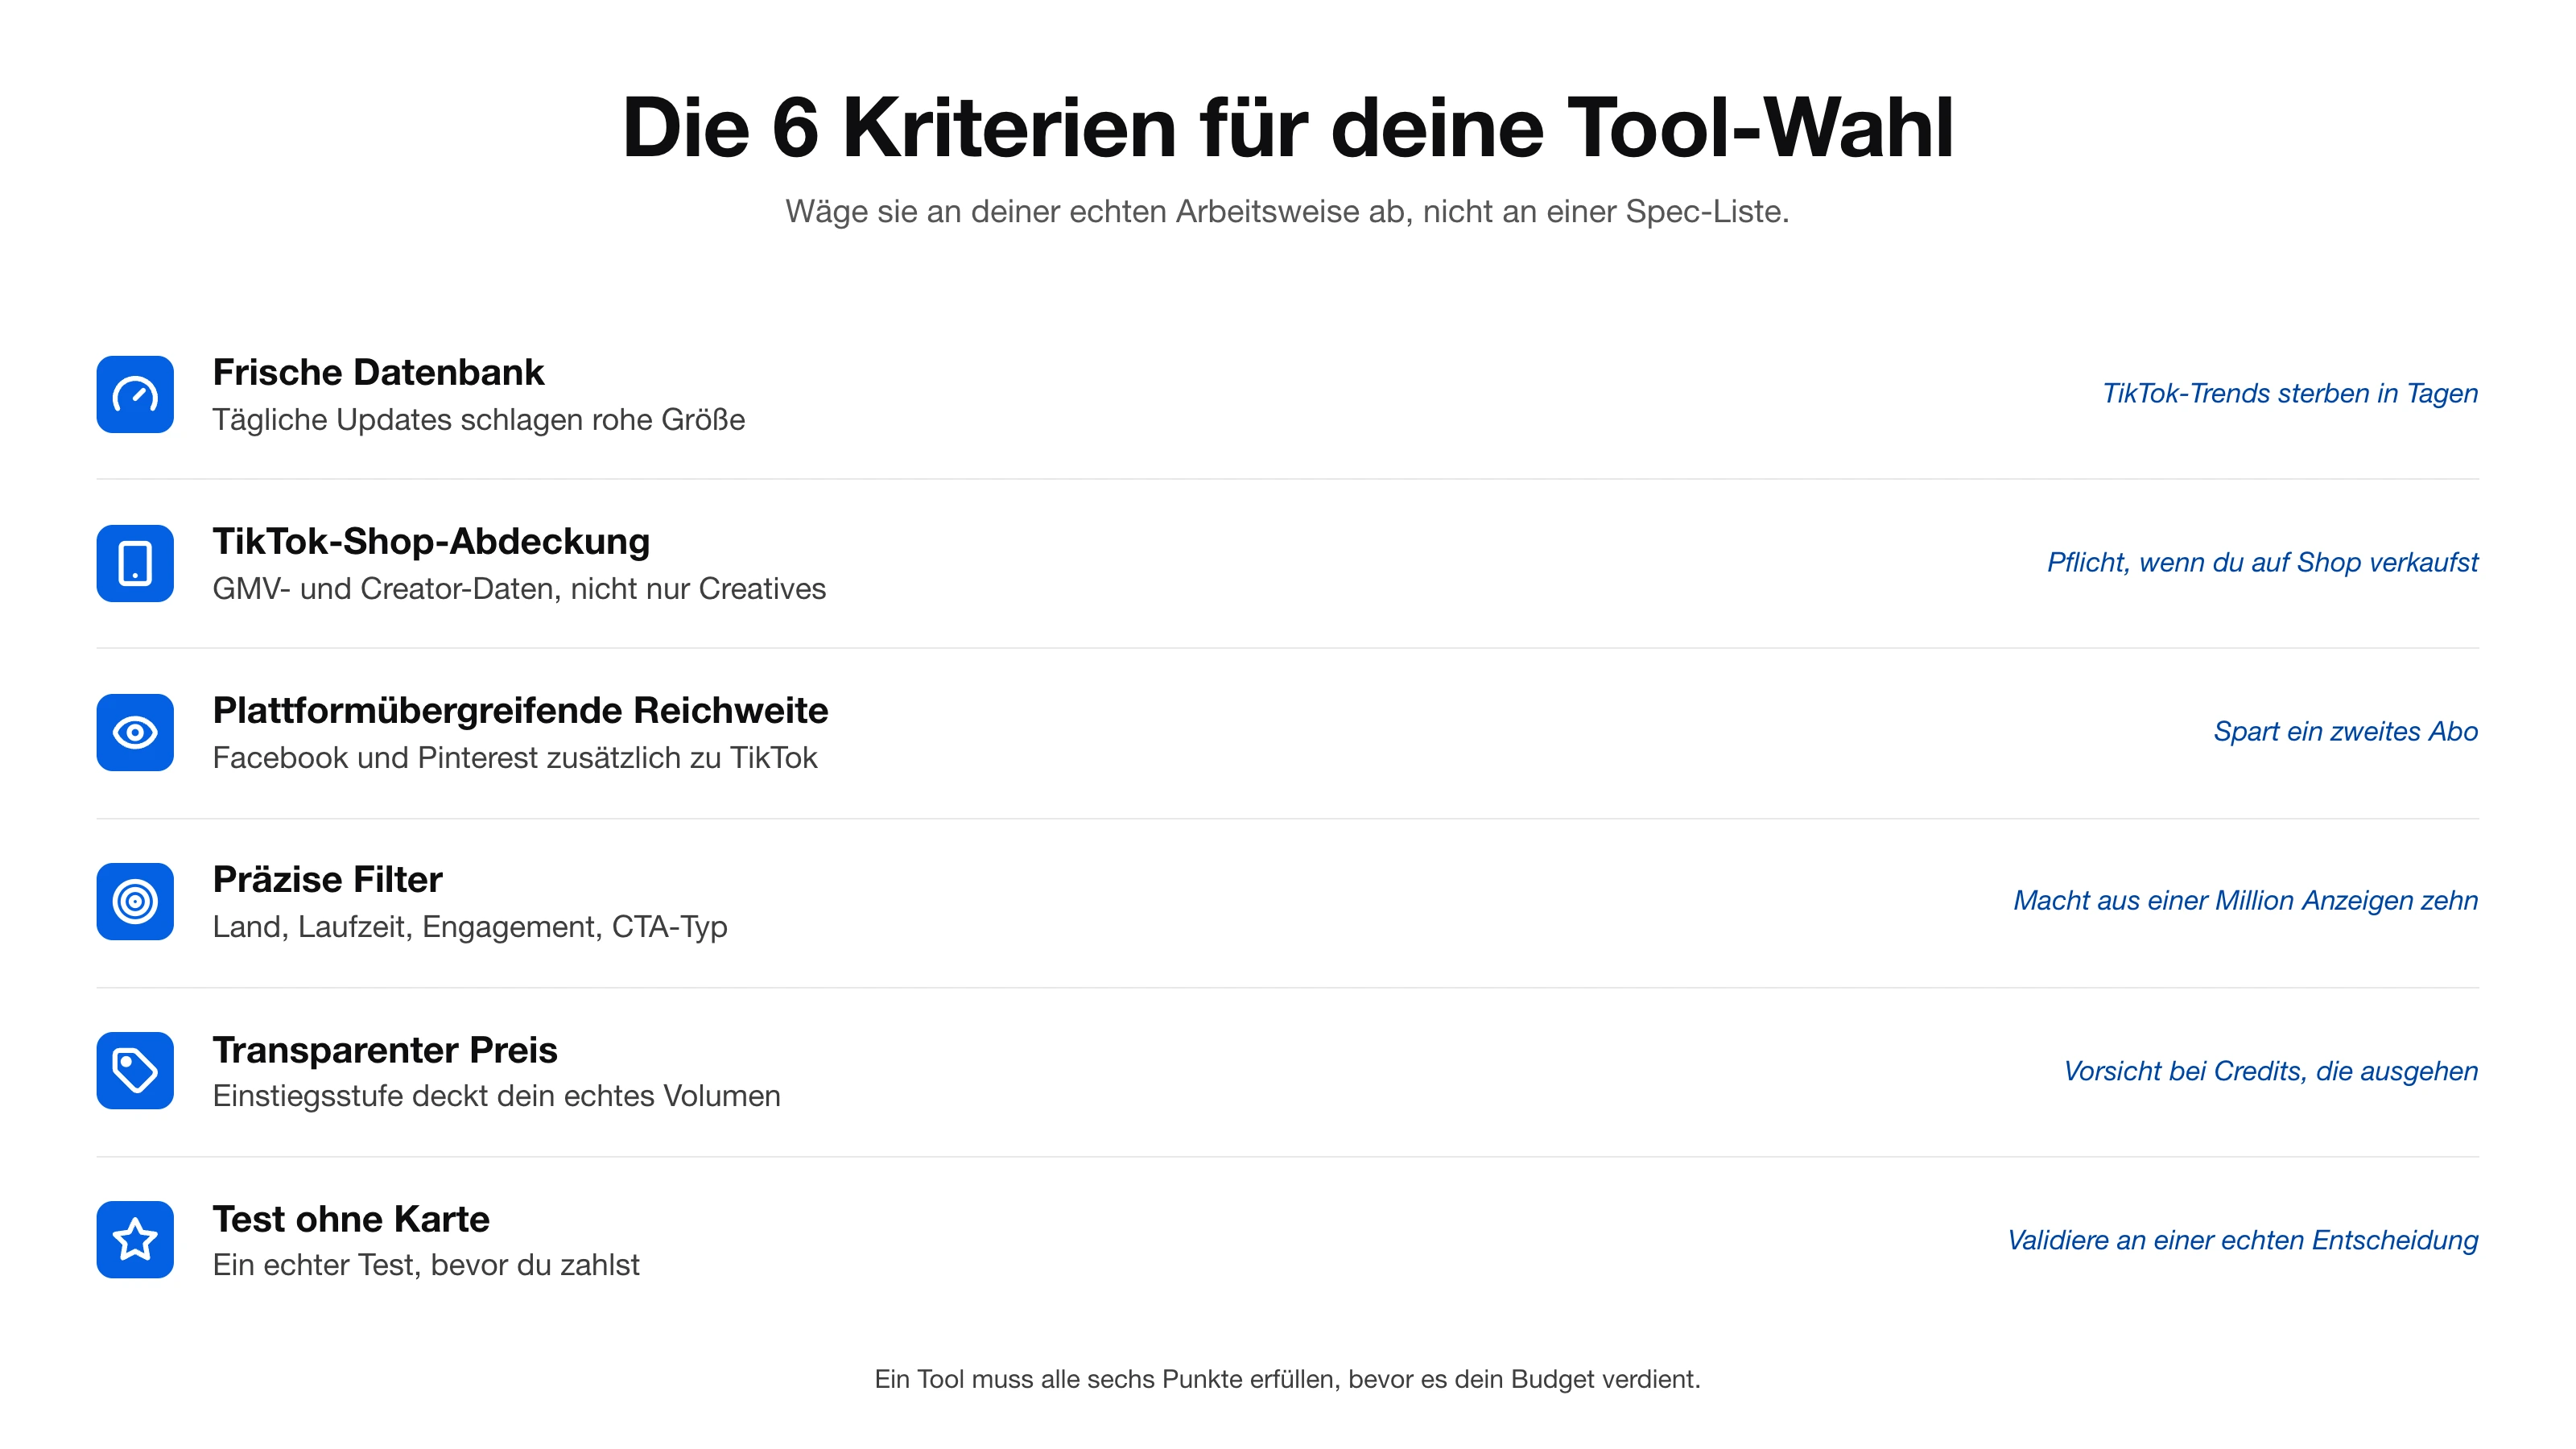 Die 6 Kriterien für deine Tool-Wahl
Wäge sie an deiner echten Arbeitsweise ab, nicht an einer Spec-Liste.
Frische Datenbank
Tägliche Updates schlagen rohe Größe
TikTok-Trends sterben in Tagen
TikTok-Shop-Abdeckung
GMV- und Creator-Daten, nicht nur Creatives
Pflicht, wenn du auf Shop verkaufst
Plattformübergreifende Reichweite
Facebook und Pinterest zusätzlich zu TikTok
Spart ein zweites Abo
Präzise Filter
Land, Laufzeit, Engagement, CTA-Typ
Macht aus einer Million Anzeigen zehn
Transparenter Preis
Einstiegsstufe deckt dein echtes Volumen
Vorsicht bei Credits, die ausgehen
Test ohne Karte
Ein echter Test, bevor du zahlst
Validiere an einer echten Entscheidung
Ein Tool muss alle sechs Punkte erfüllen, bevor es dein Budget verdient.